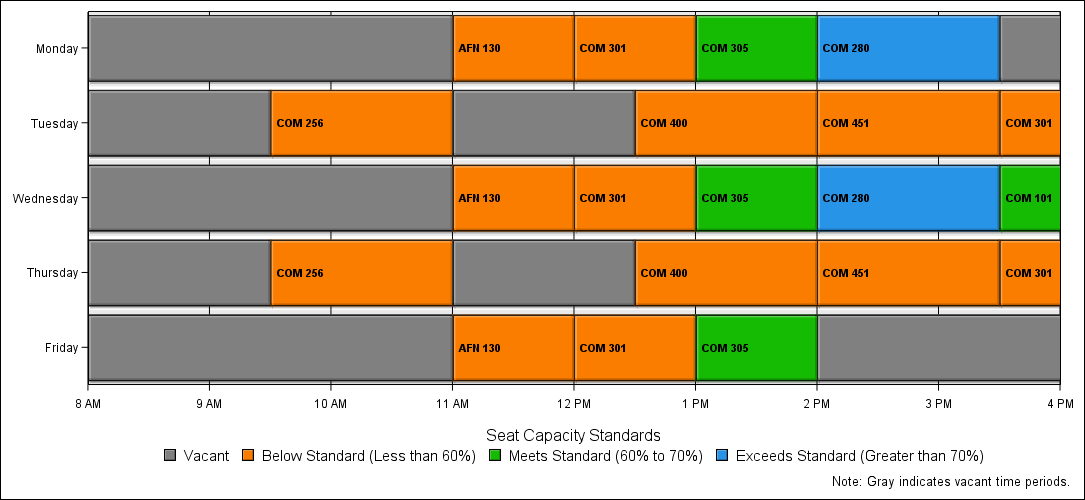 Monday
AFN 130 COM 301 COM 305 COM 280
Tuesday
COM 256 COM 400 COM 451 COM 301
Wednesday
AFN 130 COM 301 COM 305 COM 280 COM 101
Thursday
COM 256 COM 400 COM 451 COM 301
Friday
AFN 130 COM 301 COM 305
8 AM 9 AM 10 AM 11 AM 12 PM 1 PM 2 PM 3 PM 4 PM
Seat Capacity Standards
Vacant Below Standard (Less than 60%) Meets Standard (60% to 70%) Exceeds Standard (Greater than 70%)
Note: Gray indicates vacant time periods.